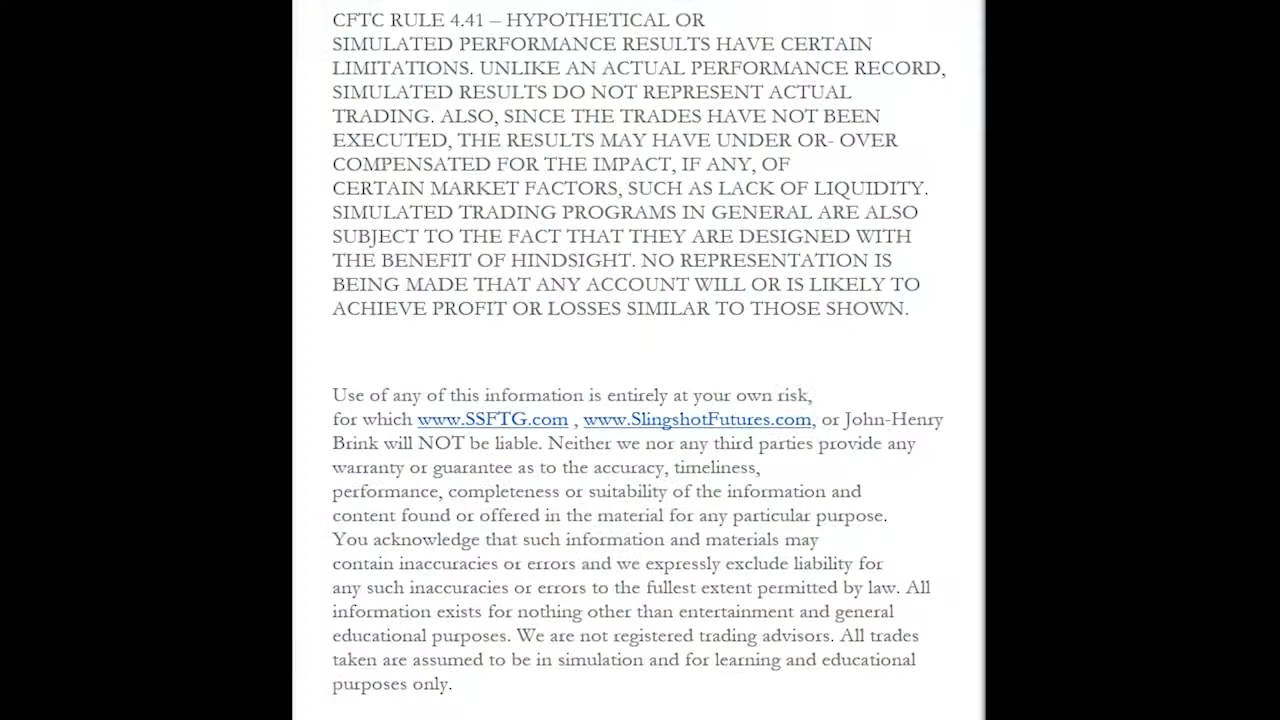 CFTC RULE 4.41 – HYPOTHETICAL OR
SIMULATED PERFORMANCE RESULTS HAVE CERTAIN
LIMITATIONS. UNLIKE AN ACTUAL PERFORMANCE RECORD,
SIMULATED RESULTS DO NOT REPRESENT ACTUAL
TRADING. ALSO, SINCE THE TRADES HAVE NOT BEEN
EXECUTED, THE RESULTS MAY HAVE UNDER OR- OVER
COMPENSATED FOR THE IMPACT, IF ANY, OF
CERTAIN MARKET FACTORS, SUCH AS LACK OF LIQUIDITY.
SIMULATED TRADING PROGRAMS IN GENERAL ARE ALSO
SUBJECT TO THE FACT THAT THEY ARE DESIGNED WITH
THE BENEFIT OF HINDSIGHT. NO REPRESENTATION IS
BEING MADE THAT ANY ACCOUNT WILL OR IS LIKELY TO
ACHIEVE PROFIT OR LOSSES SIMILAR TO THOSE SHOWN.
Use of any of this information is entirely at your own risk,
for which www.SSFTG.com , www.SlingshotFutures.com, or John-Henry
Brink will NOT be liable. Neither we nor any third parties provide any
warranty or guarantee as to the accuracy, timeliness,
performance, completeness or suitability of the information and
content found or offered in the material for any particular purpose.
You acknowledge that such information and materials may
contain inaccuracies or errors and we expressly exclude liability for
any such inaccuracies or errors to the fullest extent permitted by law. All
information exists for nothing other than entertainment and general
educational purposes. We are not registered trading advisors. All trades
taken are assumed to be in simulation and for learning and educational
purposes only.